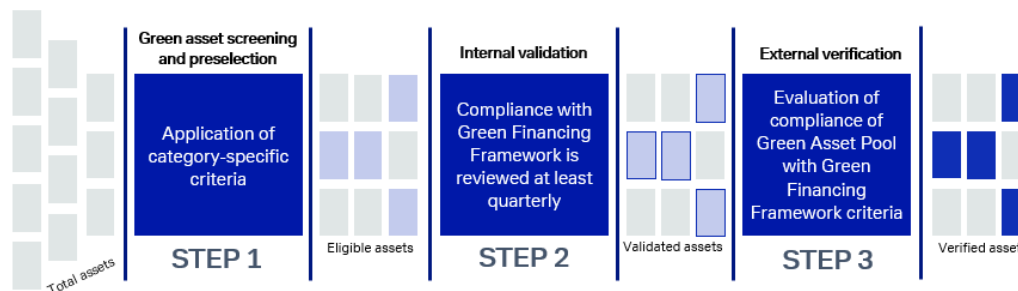 Green asset screening
and preselection
Internal validation
External verification
Application of
category-specific
criteria
Compliance with
Green Financing
Framework is
reviewed at least
quarterly
Evaluation of
compliance of
Green Asset Pool
with Green
Financing
Framework criteria
Total assets
STEP 1
Eligible assets
STEP 2
Validated assets
STEP 3
Verified asset